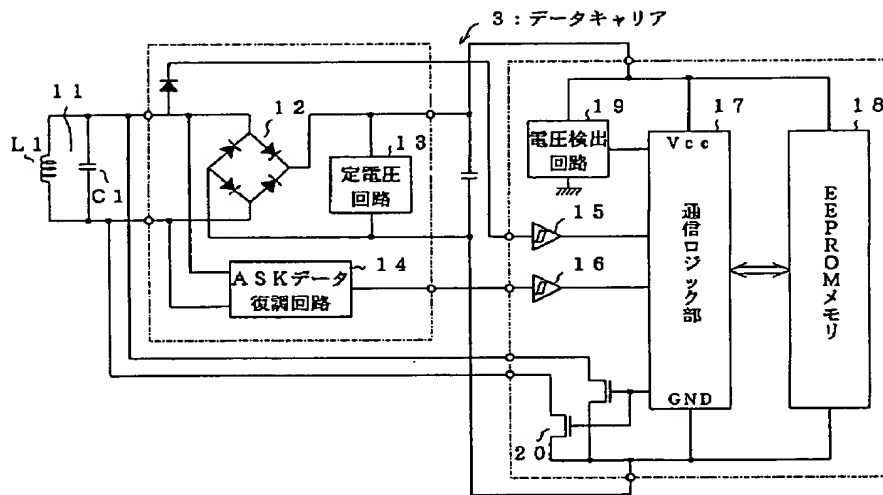 3：データキャリア
11
L1
C1
12
13
定電圧
回路
14
ASKデータ
復調回路
15
16
19
電圧検出
回路
17
Vcc
通信ロジック部
GND
18
EEPROMメモリ
20